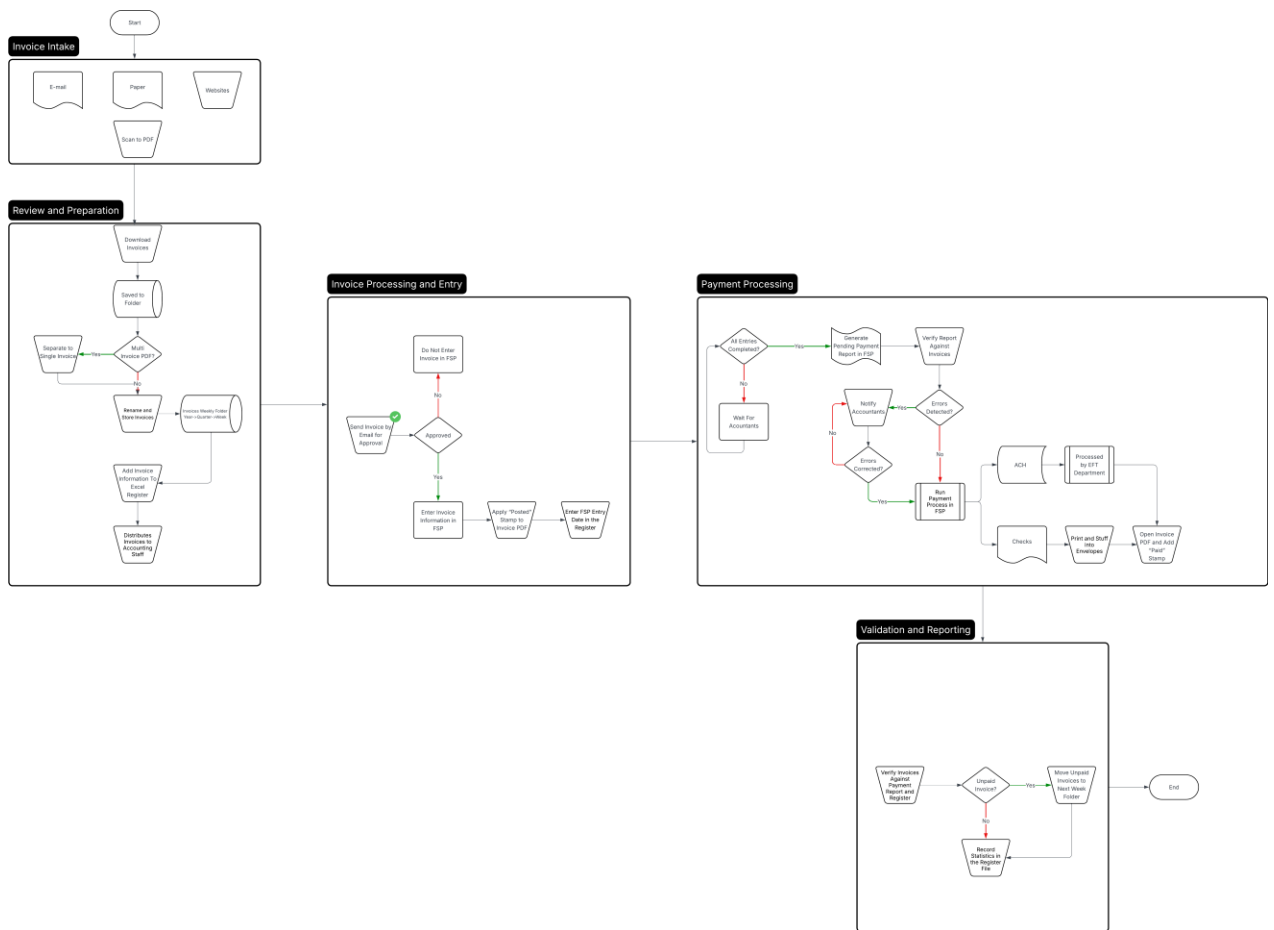 Start
Invoice Intake
E-mail
Paper
Websites
Scan to PDF
Review and Preparation
Download
Invoices
Saved to
Folder
Separate to
Single Invoice
Yes
Multi
Invoice PDF?
No
Rename and
Store Invoices
Invoices Weekly Folder
Add Invoice
Information To
Excel
Register
Distributes
Invoices to
Accounting
Staff
Invoice Processing and Entry
Do Not Enter
Invoice in FSP
No
Send Invoice by
Email for
Approval
Approved
Yes
Enter Invoice
Information in
FSP
Apply "Posted"
Stamp to
Invoice PDF
Enter FSP Entry
Date in the
Register
Payment Processing
All Entries
Completed?
Yes
Generate
Pending Payment
Report in FSP
Verify Report
Against
Invoices
No
Wait For
Acountants
Notify
Accountants
Yes
Errors
Detected?
No
Errors
Corrected?
No
Yes
Run
Payment
Process in
FSP
ACH
Processed
by EFT
Department
Checks
Print and Stuff
into
Envelopes
Open Invoice
PDF and Add
"Paid"
Stamp
Validation and Reporting
Verify Invoices
Against
Payment
Report and
Register
Unpaid
Invoice?
Yes
Move Unpaid
Invoices to
Next Week
Folder
No
Record
Statistics in
the Register
File
End